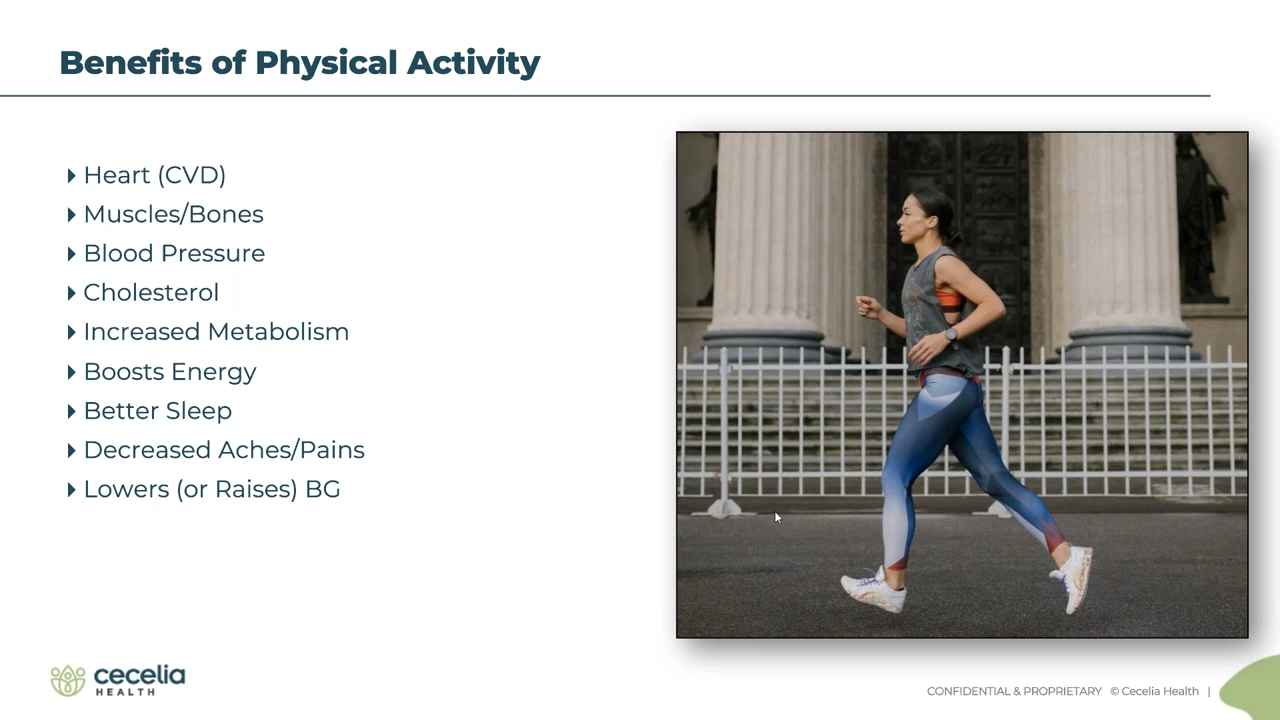 Benefits of Physical Activity
Heart (CVD)
Muscles/Bones
Blood Pressure
Cholesterol
Increased Metabolism
Boosts Energy
Better Sleep
Decreased Aches/Pains
Lowers (or Raises) BG
cecelia
HEALTH
CONFIDENTIAL & PROPRIETARY © Cecelia Health |